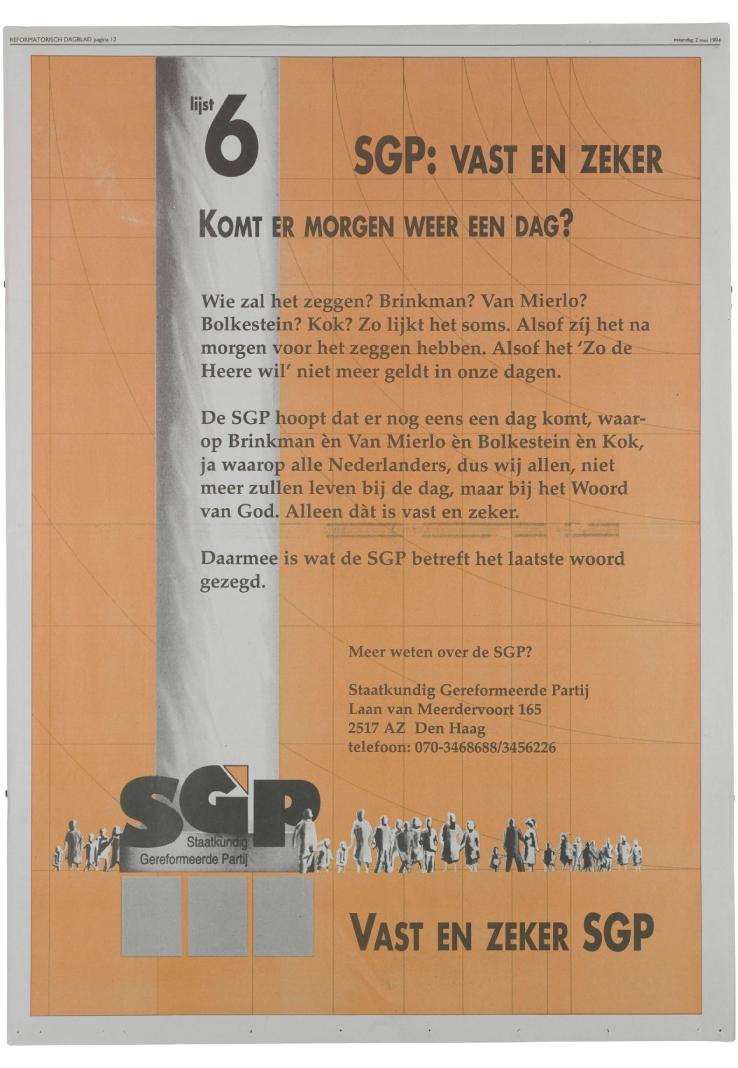 REFORMATORISCH DAGBLAD pagina 12
maandag 2 mei 1994
lijst
6
SGP: VAST EN ZEKER
KOMT ER MORGEN WEER EEN DAG?
Wie zal het zeggen? Brinkman? Van Mierlo?
Bolkestein? Kok? Zo lijkt het soms. Alsof zíj het na
morgen voor het zeggen hebben. Alsof het ‘Zo de
Heere wil’ niet meer geldt in onze dagen.
De SGP hoopt dat er nog eens een dag komt, waar-
op Brinkman èn Van Mierlo èn Bolkestein èn Kok,
ja waarop alle Nederlanders, dus wij allen, niet
meer zullen leven bij de dag, maar bij het Woord
van God. Alleen dàt is vast en zeker.
Daarmee is wat de SGP betreft het laatste woord
gezegd.
Meer weten over de SGP?
Staatkundig Gereformeerde Partij
Laan van Meerdervoort 165
2517 AZ Den Haag
telefoon: 070-3468688/3456226
SGP
Staatkundig
Gereformeerde Partij
VAST EN ZEKER SGP